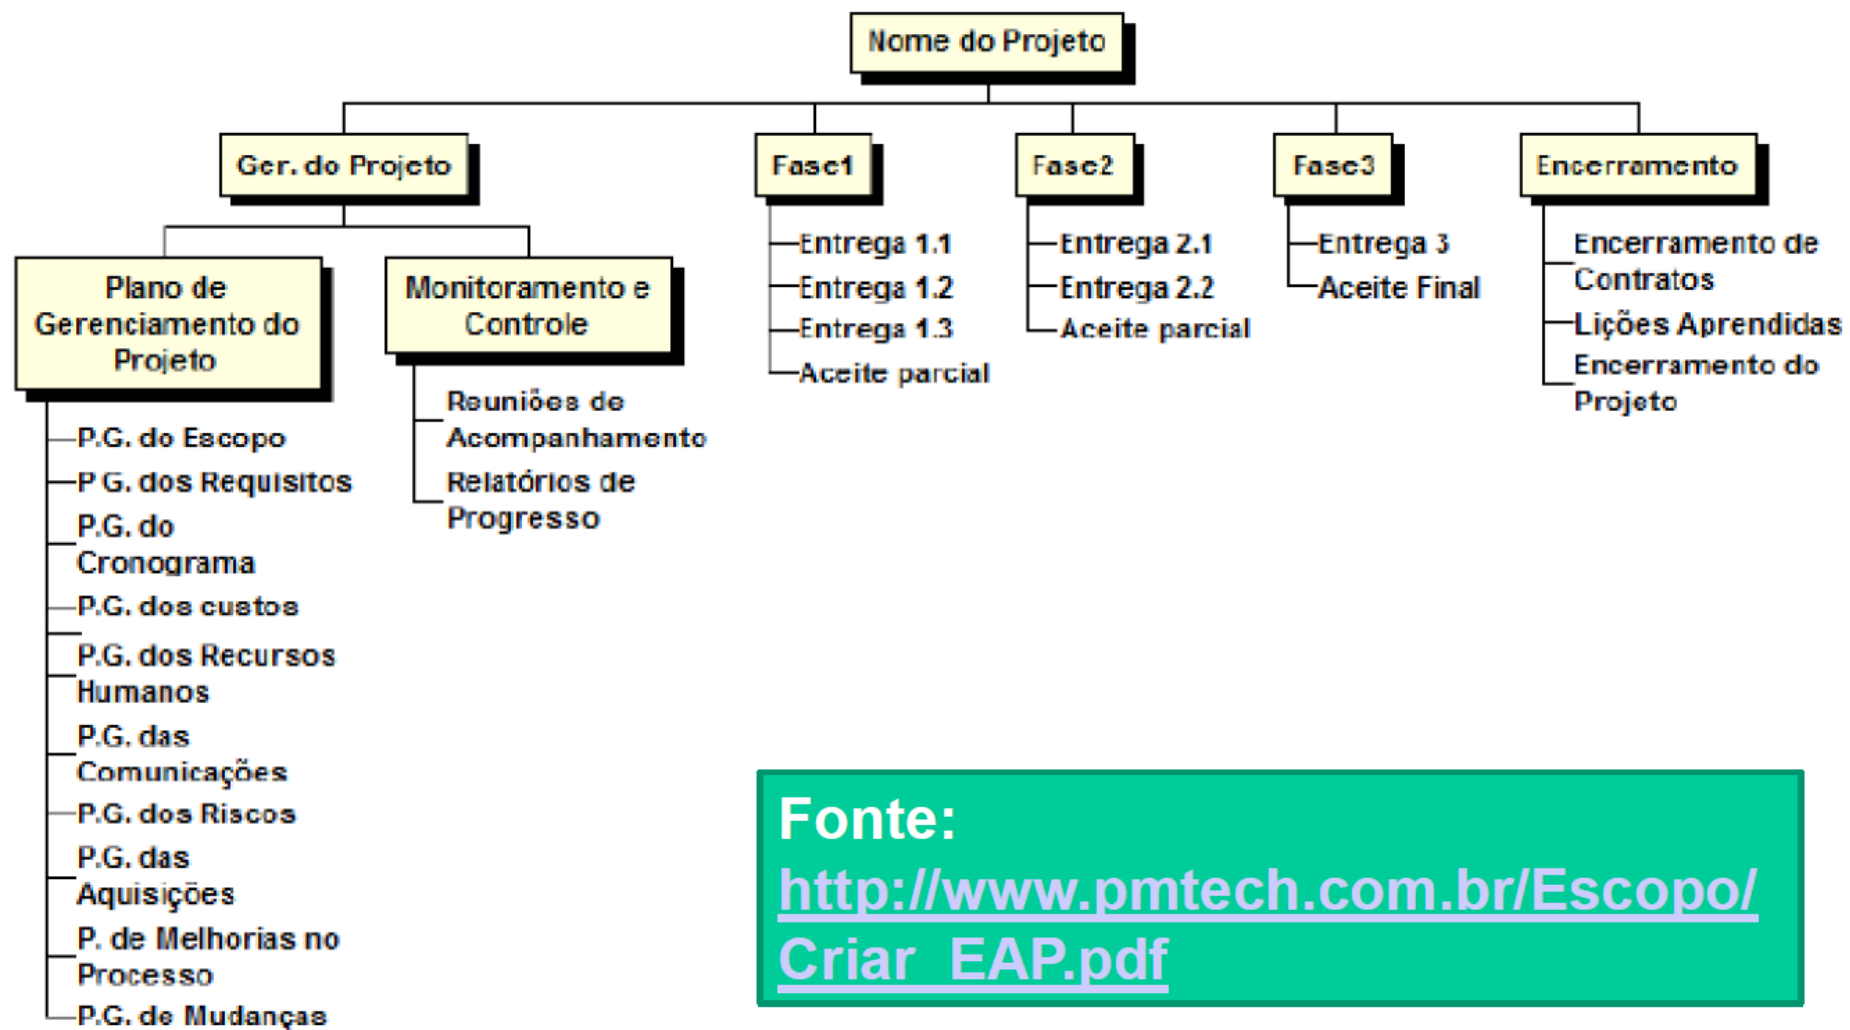 Nome do Projeto
Ger. do Projeto
Fase1
Fase2
Fase3
Encerramento
Plano de
Gerenciamento do
Projeto
Monitoramento e
Controle
P.G. do Escopo
P G. dos Requisitos
P.G. do
Cronograma
P.G. dos custos
P.G. dos Recursos
Humanos
P.G. das
Comunicações
P.G. dos Riscos
P.G. das
Aquisições
P. de Melhorias no
Processo
P.G. de Mudanças
Reuniões de
Acompanhamento
Relatórios de
Progresso
Entrega 1.1
Entrega 1.2
Entrega 1.3
Aceite parcial
Entrega 2.1
Entrega 2.2
Aceite parcial
Entrega 3
Aceite Final
Encerramento de
Contratos
Lições Aprendidas
Encerramento do
Projeto
Fonte:
http://www.pmtech.com.br/Escopo/
Criar_EAP.pdf